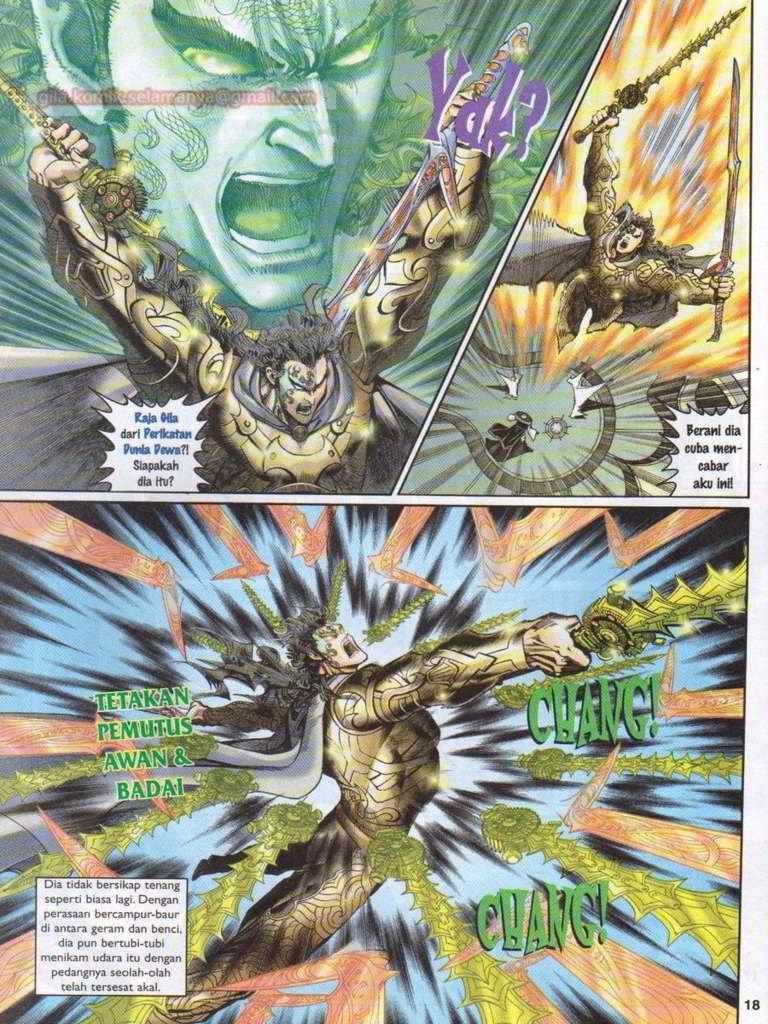 gila.komik.selamanya@gmail.com
Yak?
Raja Gila
dari Perikatan
Dunia Dewa?!
Siapakah
dia itu?
Berani dia
cuba men-
cabar
aku ini!
TETAKAN
PEMUTUS
AWAN &
BADAI
CHANG!
CHANG!
Dia tidak bersikap tenang
seperti biasa lagi. Dengan
perasaan bercampur-baur
di antara geram dan benci,
dia pun bertubi-tubi
menikam udara itu dengan
pedangnya seolah-olah
telah tersesat akal.
18